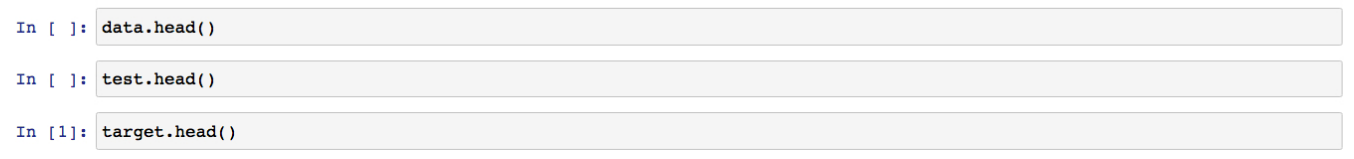 In [ ]: data.head()
In [ ]: test.head()
In [1]: target.head()